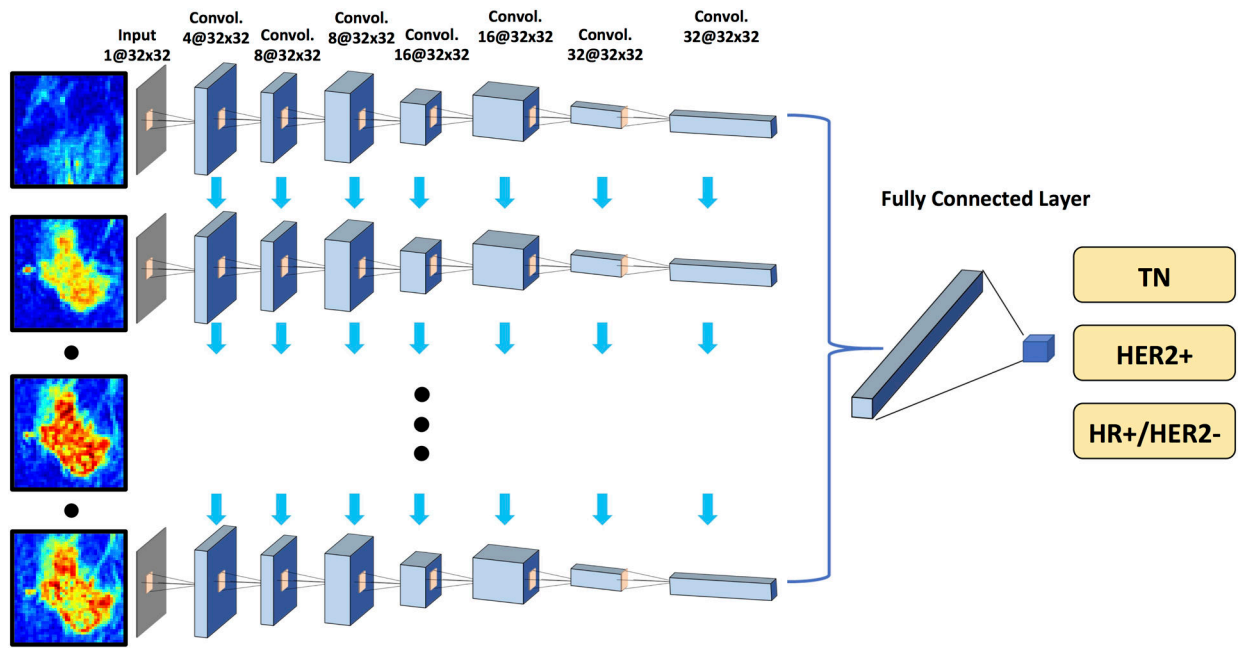 Input
1@32x32
Convol.
4@32x32
Convol.
8@32x32
Convol.
8@32x32
Convol.
16@32x32
Convol.
16@32x32
Convol.
32@32x32
Convol.
32@32x32
Fully Connected Layer
TN
HER2+
HR+/HER2-